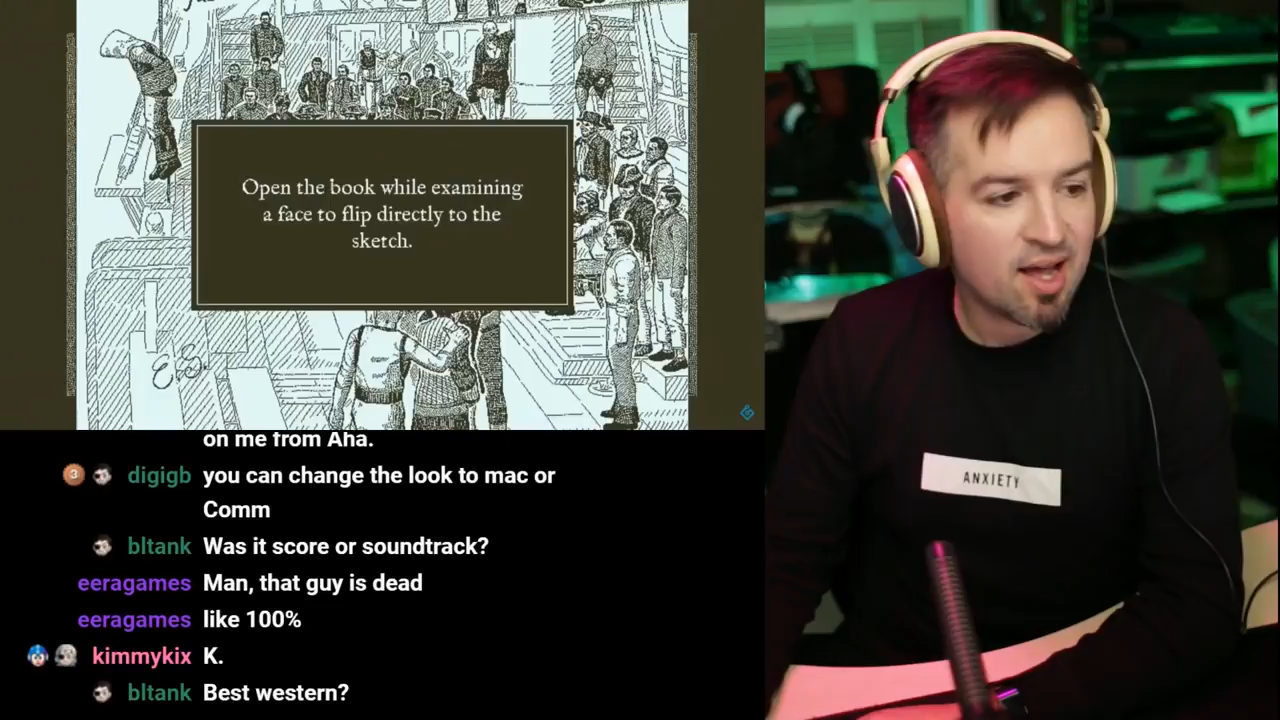 Open the book while examining
a face to flip directly to the
sketch.
E.S.
on me from Aha.
3 digigb you can change the look to mac or
Comm
bltank Was it score or soundtrack?
eeragames Man, that guy is dead
eeragames like 100%
kimmykix K.
bltank Best western?
ANXIETY